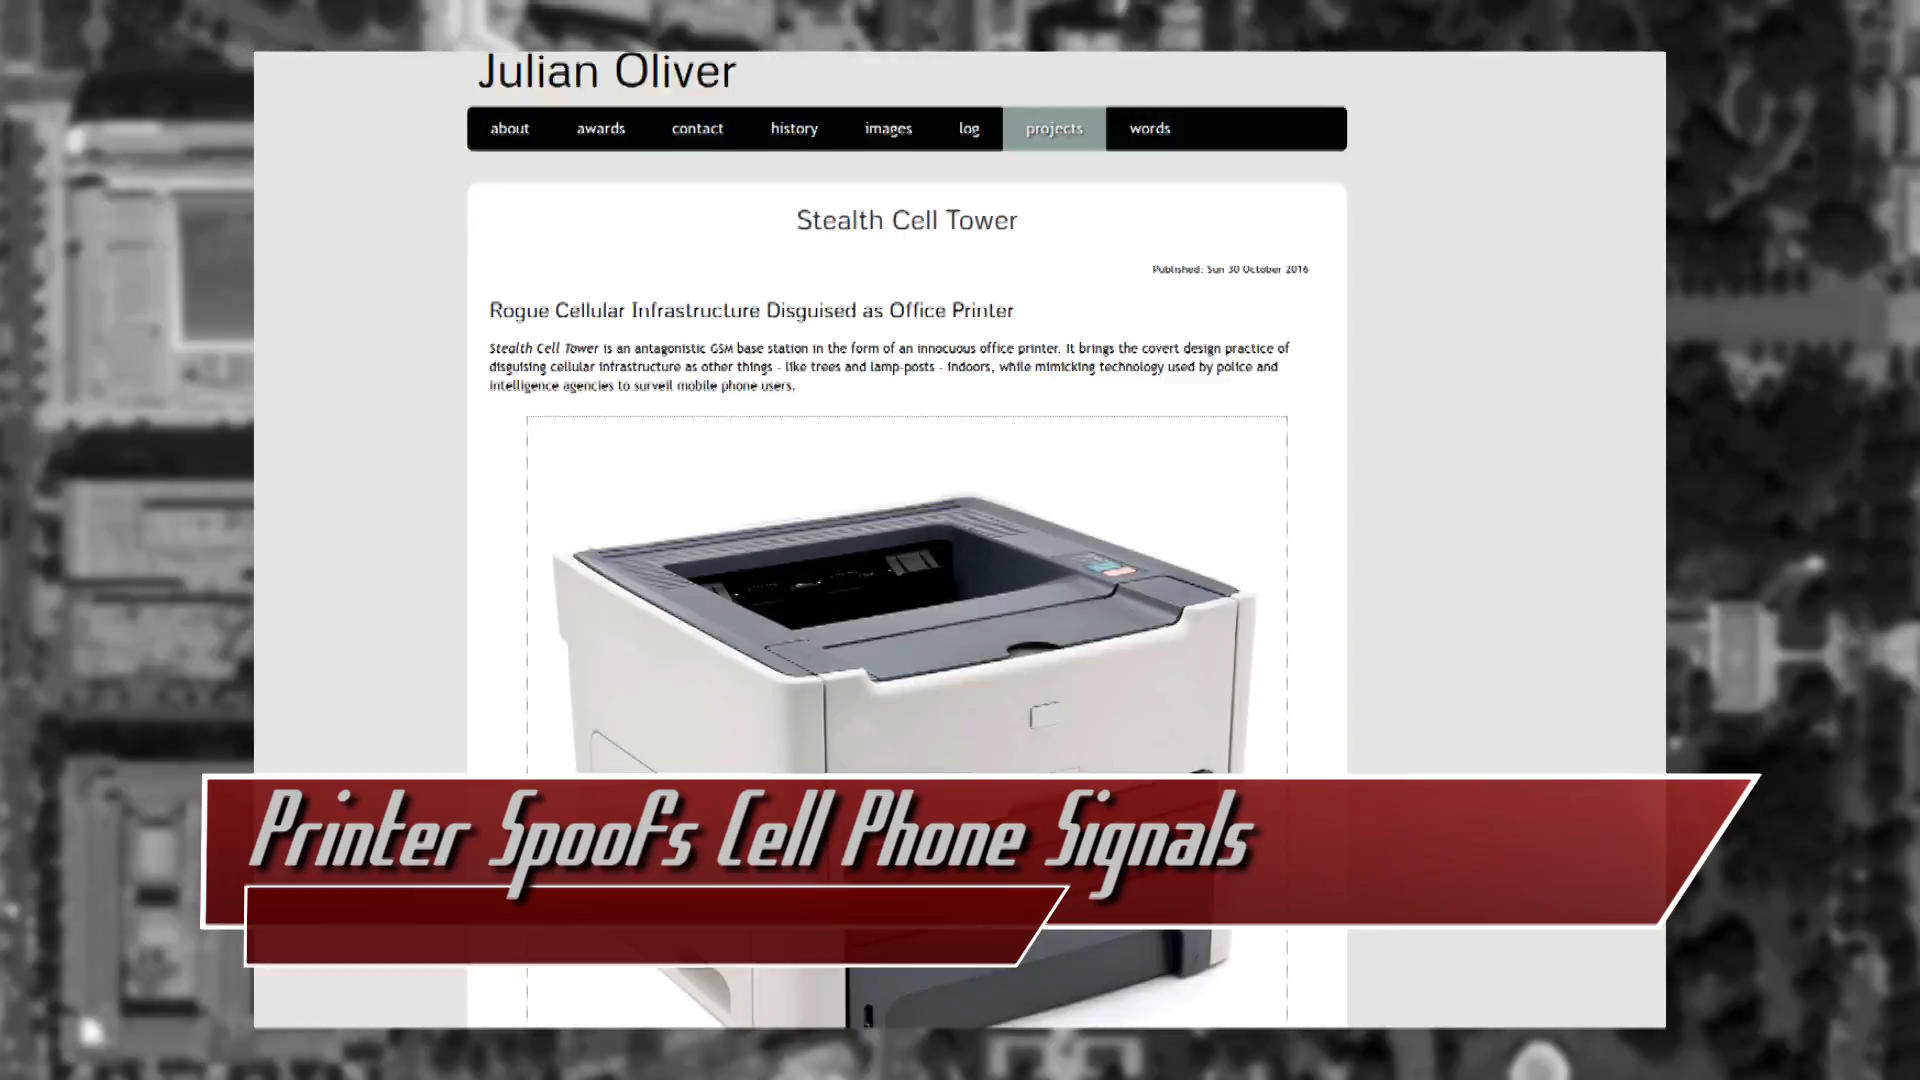 Julian Oliver
about awards contact history images log projects words
Stealth Cell Tower
Published: Sun 30 October 2016
Rogue Cellular Infrastructure Disguised as Office Printer
Stealth Cell Tower is an antagonistic GSM base station in the form of an innocuous office printer. It brings the covert design practice of
disguising cellular infrastructure as other things - like trees and lamp-posts - indoors, while mimicking technology used by police and
intelligence agencies to surveil mobile phone users.
Printer Spoofs Cell Phone Signals